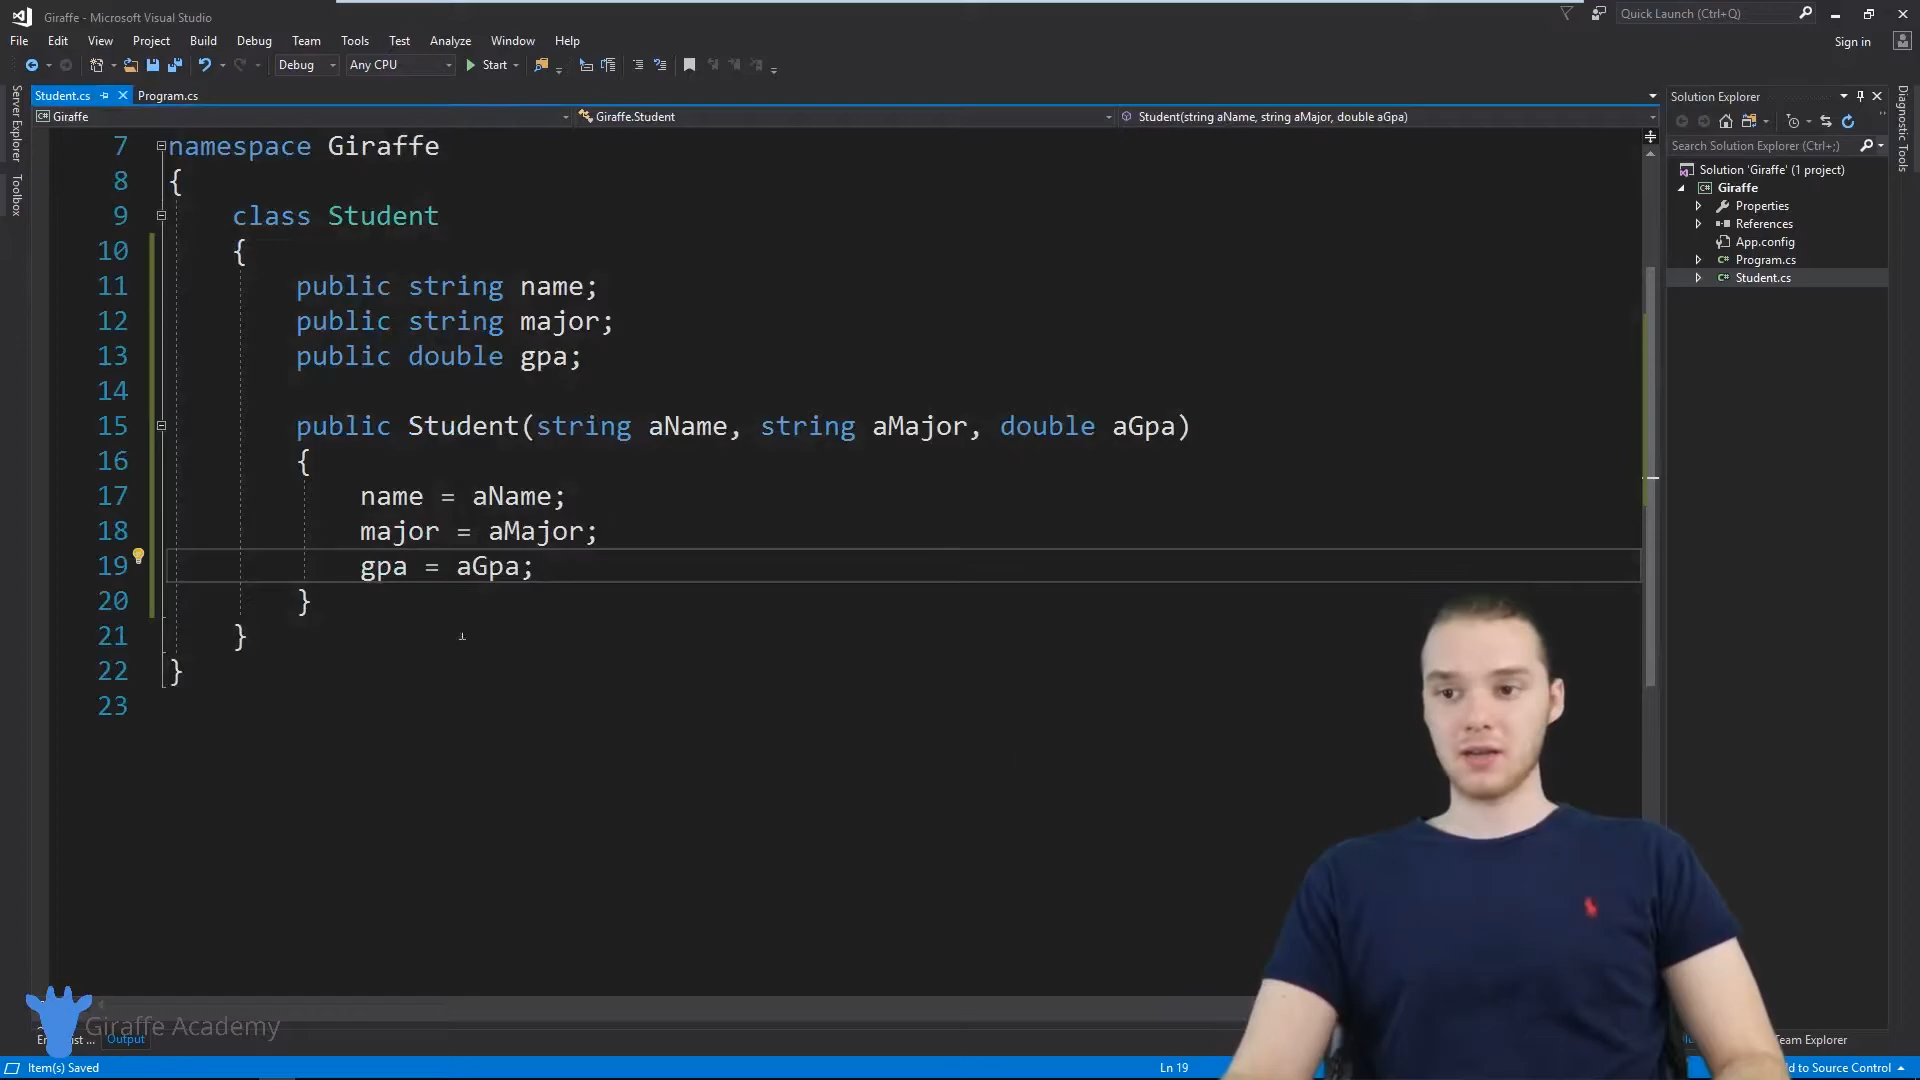 Giraffe - Microsoft Visual Studio
Quick Launch (Ctrl+Q)
File Edit View Project Build Debug Team Tools Test Analyze Window Help
Sign in
Debug Any CPU Start
Student.cs Program.cs
Giraffe Giraffe.Student Student(string aName, string aMajor, double aGpa)
Server Explorer
Toolbox
7 namespace Giraffe
8 {
9 class Student
10 {
11 public string name;
12 public string major;
13 public double gpa;
14
15 public Student(string aName, string aMajor, double aGpa)
16 {
17 name = aName;
18 major = aMajor;
19 gpa = aGpa;
20 }
21 }
22 }
23
Solution Explorer
Search Solution Explorer (Ctrl+;)
Solution 'Giraffe' (1 project)
Giraffe
Properties
References
App.config
Program.cs
Student.cs
Diagnostic Tools
Giraffe Academy
Output
Team Explorer
Item(s) Saved
Ln 19
to Source Control